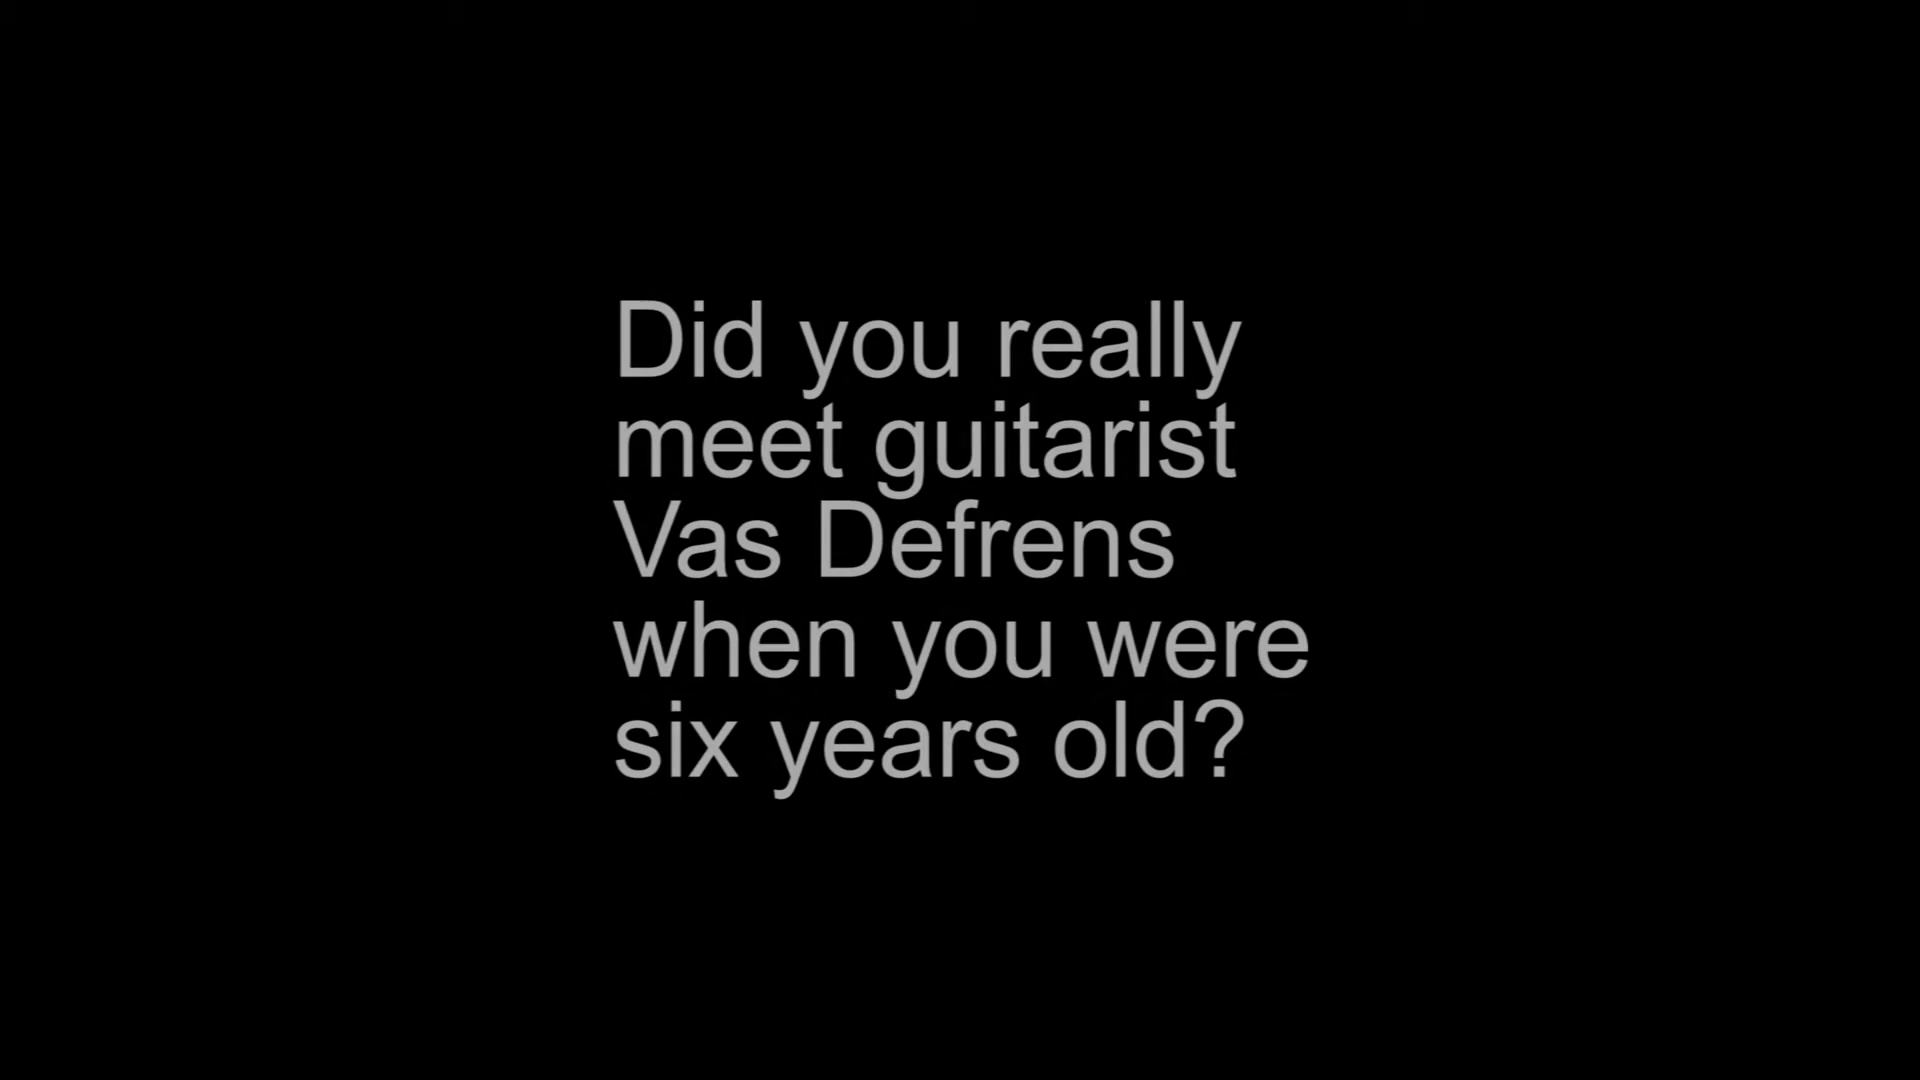 Did you really
meet guitarist
Vas Defrens
when you were
six years old?